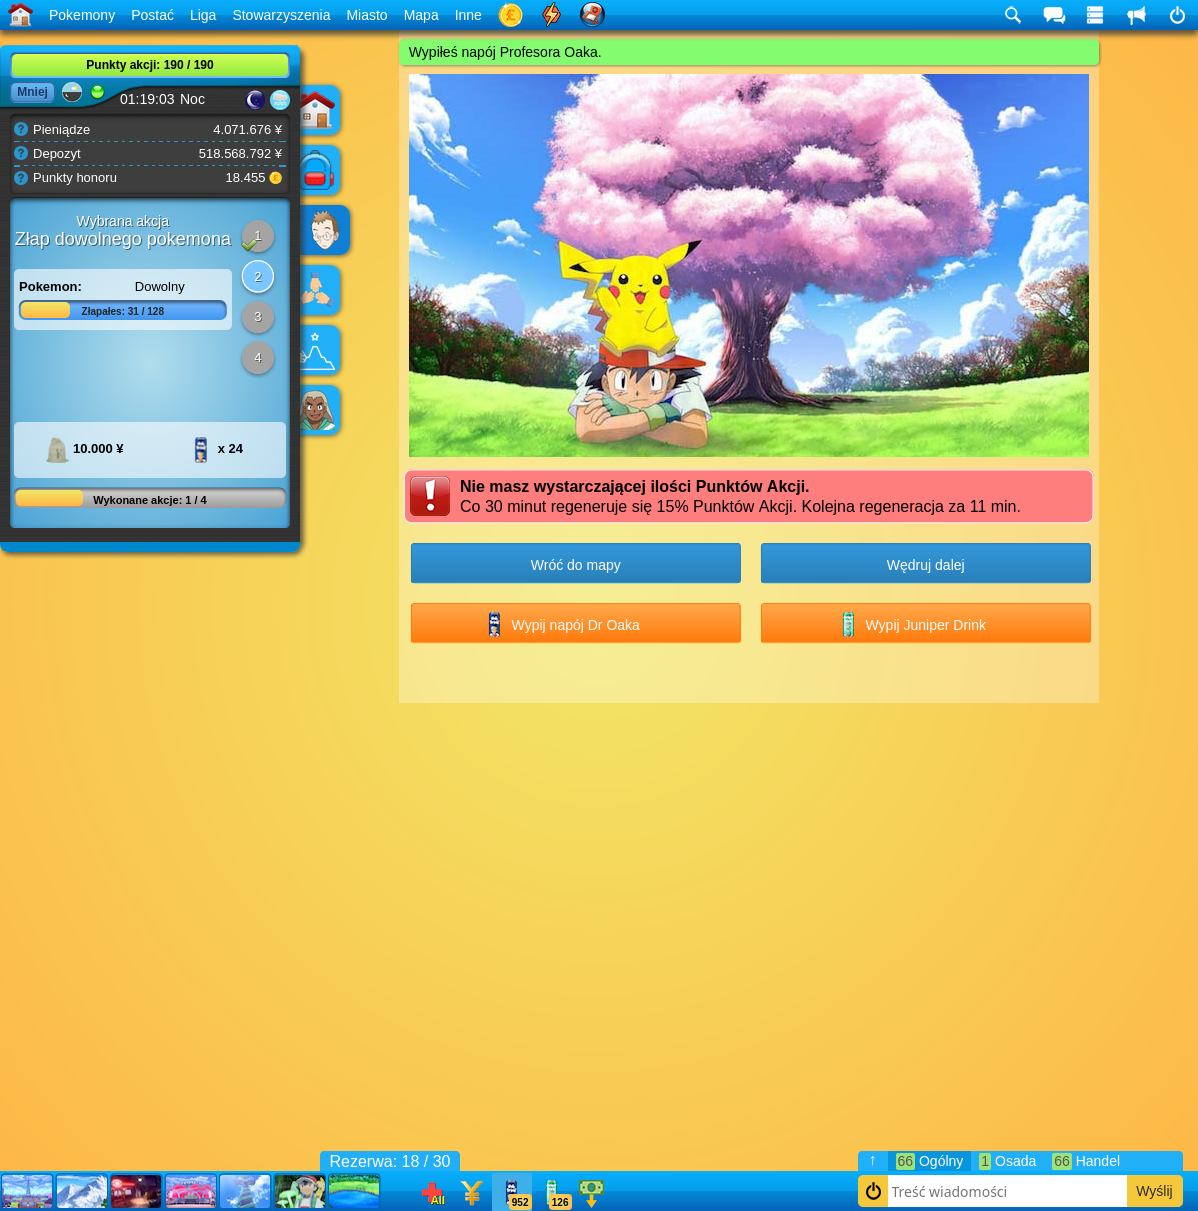 Pokemony Postać Liga Stowarzyszenia Miasto Mapa Inne
Punkty akcji: 190 / 190
Mniej
01:19:03 Noc
Pieniądze 4.071.676 ¥
Depozyt 518.568.792 ¥
Punkty honoru 18.455
Wybrana akcja
Złap dowolnego pokemona
1
2
3
4
Pokemon: Dowolny
Złapałeś: 31 / 128
10.000 ¥ x 24
Wykonane akcje: 1 / 4
Wypiłeś napój Profesora Oaka.
Nie masz wystarczającej ilości Punktów Akcji.
Co 30 minut regeneruje się 15% Punktów Akcji. Kolejna regeneracja za 11 min.
Wróć do mapy Wędruj dalej
Wypij napój Dr Oaka Wypij Juniper Drink
Rezerwa: 18 / 30
All
952
126
↑ 66 Ogólny 1 Osada 66 Handel
Treść wiadomości Wyślij